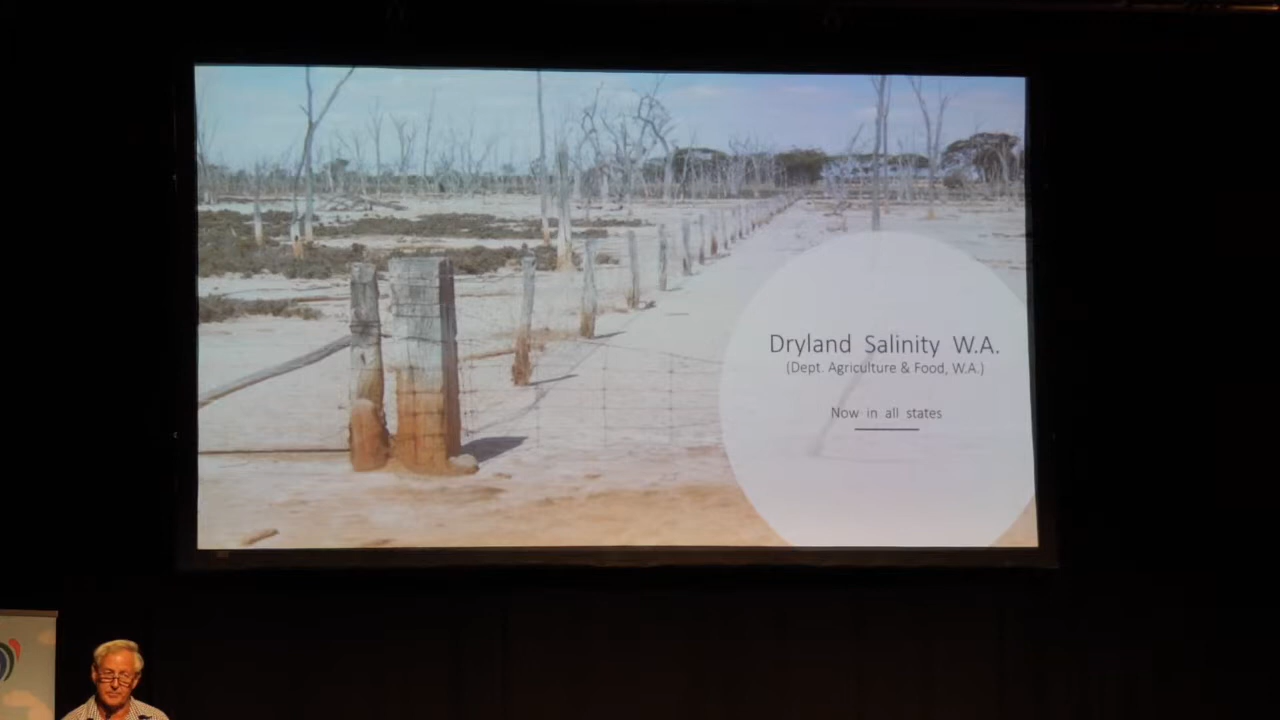 Dryland Salinity W.A.
(Dept. Agriculture & Food, W.A.)
Now in all states